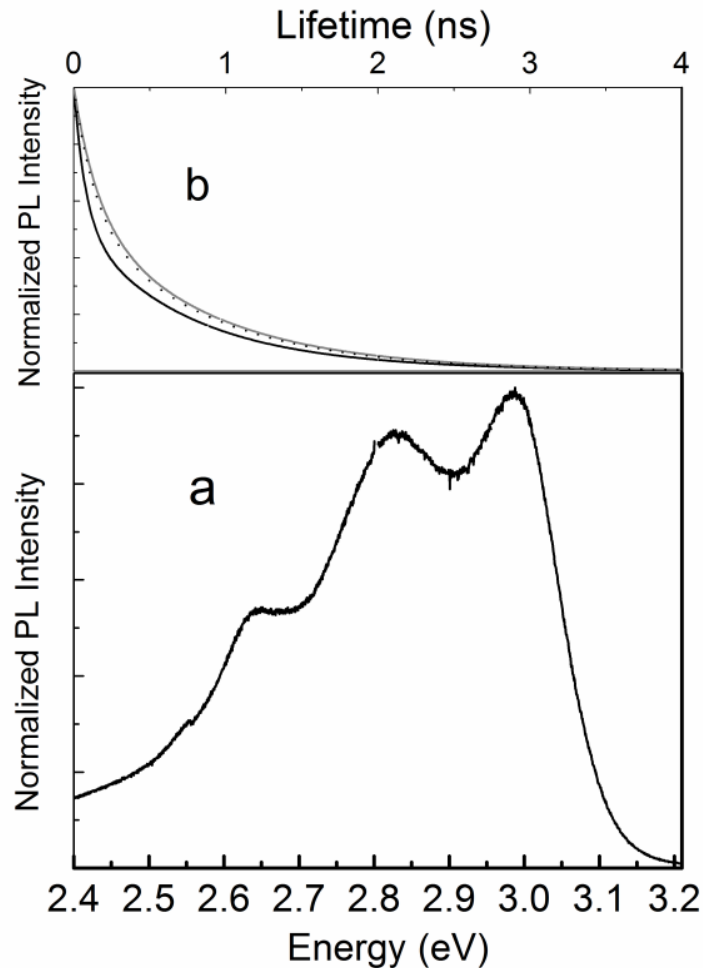 Lifetime (ns)
0 1 2 3 4
Normalized PL Intensity
b
Normalized PL Intensity
a
2.4 2.5 2.6 2.7 2.8 2.9 3.0 3.1 3.2
Energy (eV)